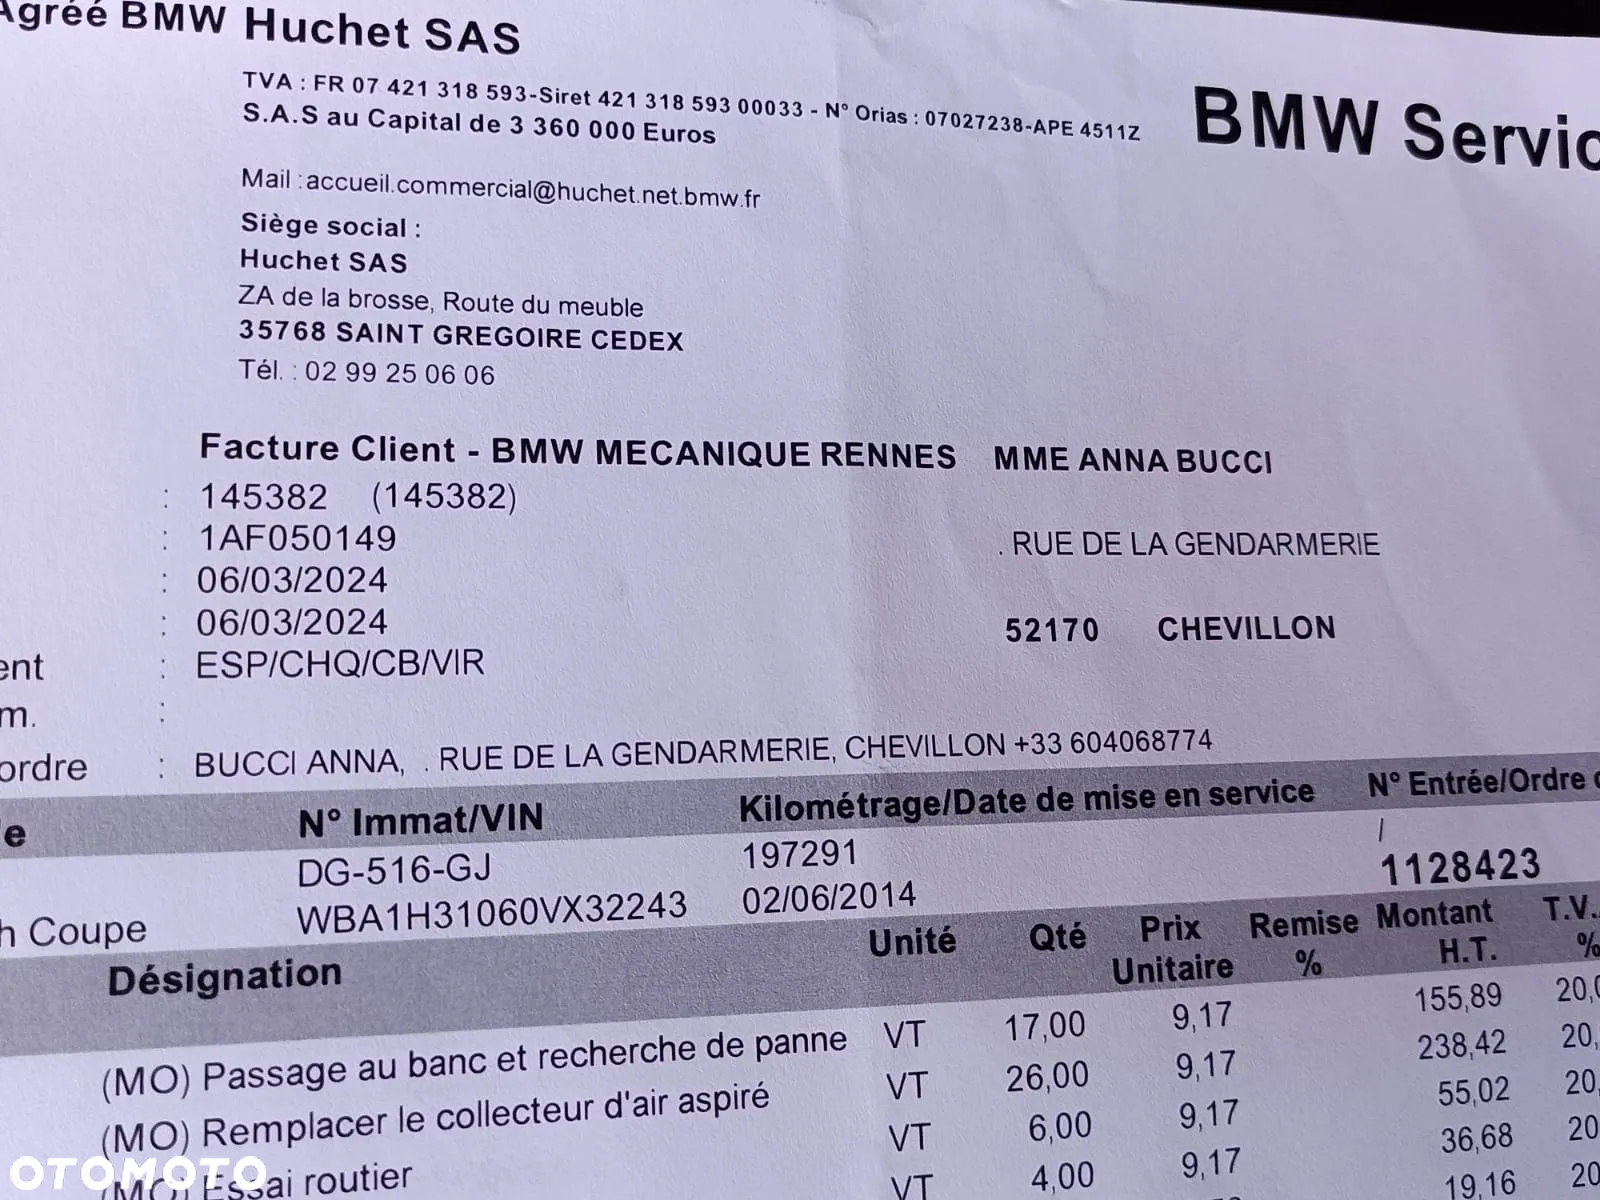 Agréé BMW Huchet SAS
TVA : FR 07 421 318 593-Siret 421 318 593 00033 - N° Orias : 07027238-APE 4511Z
S.A.S au Capital de 3 360 000 Euros
BMW Servic
Mail : accueil.commercial@huchet.net.bmw.fr
Siège social :
Huchet SAS
ZA de la brosse, Route du meuble
35768 SAINT GREGOIRE CEDEX
Tél. : 02 99 25 06 06
Facture Client - BMW MECANIQUE RENNES MME ANNA BUCCI
: 145382 (145382)
: 1AF050149
. RUE DE LA GENDARMERIE
: 06/03/2024
: 06/03/2024
52170 CHEVILLON
ent : ESP/CHQ/CB/VIR
m. :
ordre : BUCCI ANNA, . RUE DE LA GENDARMERIE, CHEVILLON +33 604068774
e N° Immat/VIN Kilométrage/Date de mise en service N° Entrée/Ordre
DG-516-GJ 197291 /
h Coupe WBA1H31060VX32243 02/06/2014 1128423
Désignation Unité Qté Prix Unitaire Remise % Montant H.T. T.V. %
(MO) Passage au banc et recherche de panne VT 17,00 9,17 155,89 20,0
(MO) Remplacer le collecteur d'air aspiré VT 26,00 9,17 238,42 20,
(MO) Essai routier VT 6,00 9,17 55,02 20,
VT 4,00 9,17 36,68 20
19,16 20
OTOMOTO